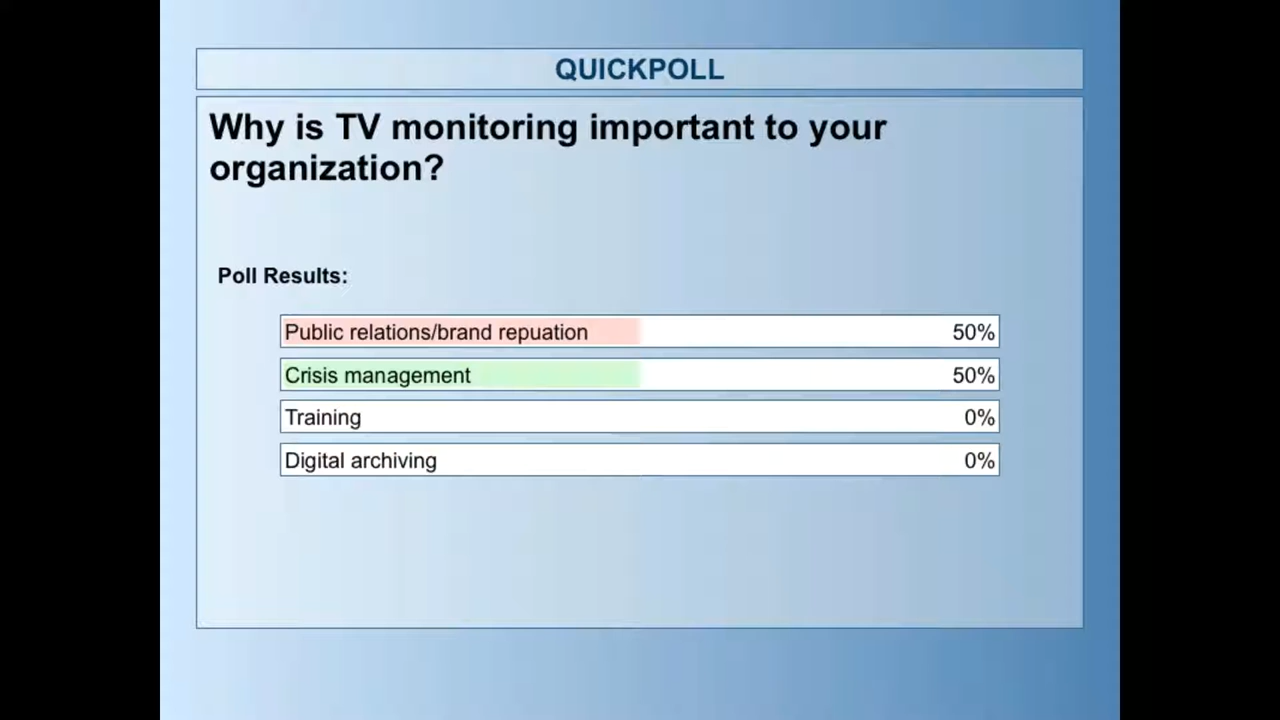 QUICKPOLL
Why is TV monitoring important to your
organization?
Poll Results:
Public relations/brand repuation 50%
Crisis management 50%
Training 0%
Digital archiving 0%